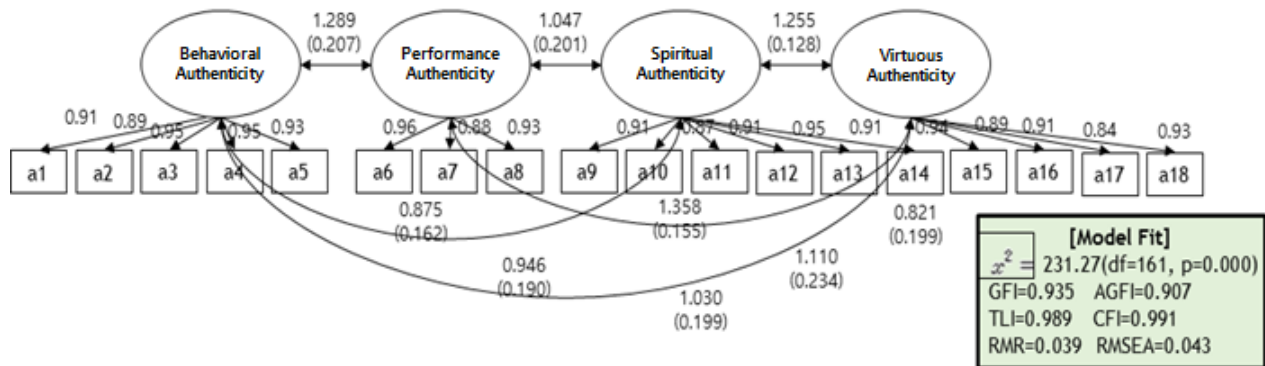 1.289
(0.207)
1.047
(0.201)
1.255
(0.128)
Behavioral
Authenticity
Performance
Authenticity
Spiritual
Authenticity
Virtuous
Authenticity
0.91 0.89 0.95 0.95 0.93 0.96 0.88 0.93 0.91 0.87 0.91 0.95 0.91 0.94 0.89 0.91 0.84 0.93
a1 a2 a3 a4 a5 a6 a7 a8 a9 a10 a11 a12 a13 a14 a15 a16 a17 a18
0.875
(0.162)
1.358
(0.155)
0.821
(0.199)
0.946
(0.190)
1.110
(0.234)
1.030
(0.199)
[Model Fit]
x² = 231.27(df=161, p=0.000)
GFI=0.935 AGFI=0.907
TLI=0.989 CFI=0.991
RMR=0.039 RMSEA=0.043